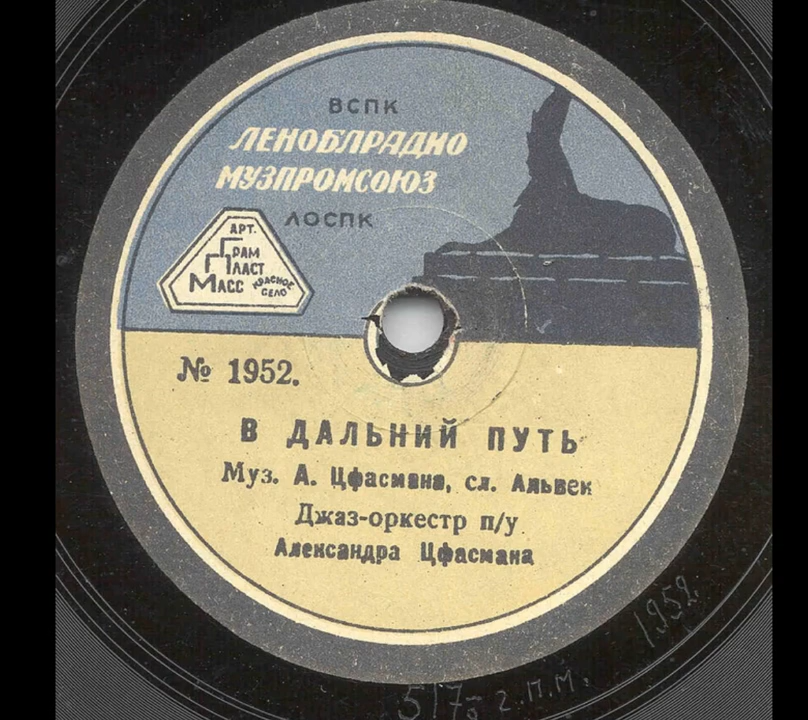 ВСПК
ЛЕНОБЛРАДИО
МУЗПРОМСОЮЗ
ЛОСПК
АРТ.
ГРАМ
ПЛАСТ
МАСС
КРАСНОЕ
СЕЛО
№ 1952.
В ДАЛЬНИЙ ПУТЬ
Муз. А. Цфасмана, сл. Альвек
Джаз-оркестр п/у
Александра Цфасмана
1952.